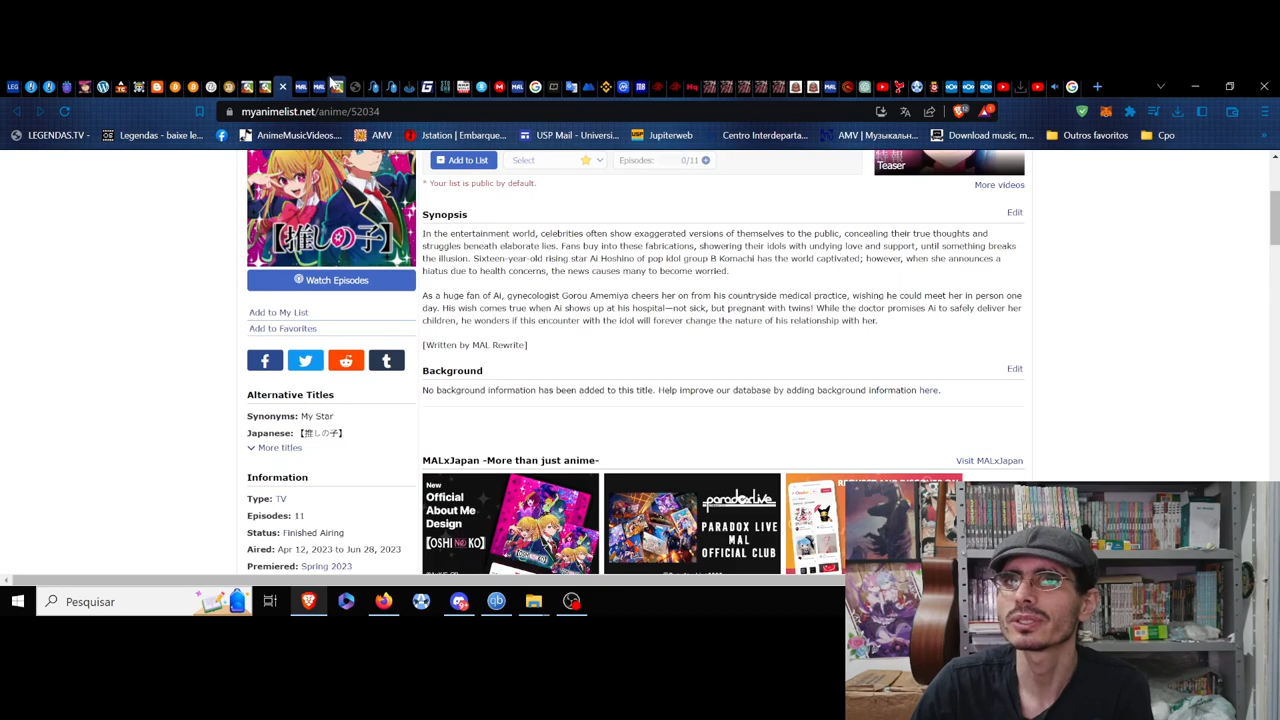 myanimelist.net/anime/52034
LEGENDAS.TV -
Legendas - baixe le...
AnimeMusicVideos....
AMV
Jstation | Embarque...
USP Mail - Universi...
Jupiterweb
Centro Interdeparta...
AMV | Музыкальн...
Download music, m...
Outros favoritos
Cpo
Add to List
Select
Episodes: 0/11
Teaser
* Your list is public by default.
More videos
Synopsis
Edit
In the entertainment world, celebrities often show exaggerated versions of themselves to the public, concealing their true thoughts and
struggles beneath elaborate lies. Fans buy into these fabrications, showering their idols with undying love and support, until something breaks
the illusion. Sixteen-year-old rising star Ai Hoshino of pop idol group B Komachi has the world captivated; however, when she announces a
hiatus due to health concerns, the news causes many to become worried.
As a huge fan of Ai, gynecologist Gorou Amemiya cheers her on from his countryside medical practice, wishing he could meet her in person one
day. His wish comes true when Ai shows up at his hospital—not sick, but pregnant with twins! While the doctor promises Ai to safely deliver her
children, he wonders if this encounter with the idol will forever change the nature of his relationship with her.
[Written by MAL Rewrite]
Background
Edit
No background information has been added to this title. Help improve our database by adding background information here.
【推しの子】
Watch Episodes
Add to My List
Add to Favorites
Alternative Titles
Synonyms: My Star
Japanese: 【推しの子】
More titles
Information
Type: TV
Episodes: 11
Status: Finished Airing
Aired: Apr 12, 2023 to Jun 28, 2023
Premiered: Spring 2023
MALxJapan -More than just anime-
Visit MALxJapan
New
Official
About Me
Design
[OSHI NO KO]
paradoxlive
PARADOX LIVE
MAL
OFFICIAL CLUB
Pesquisar